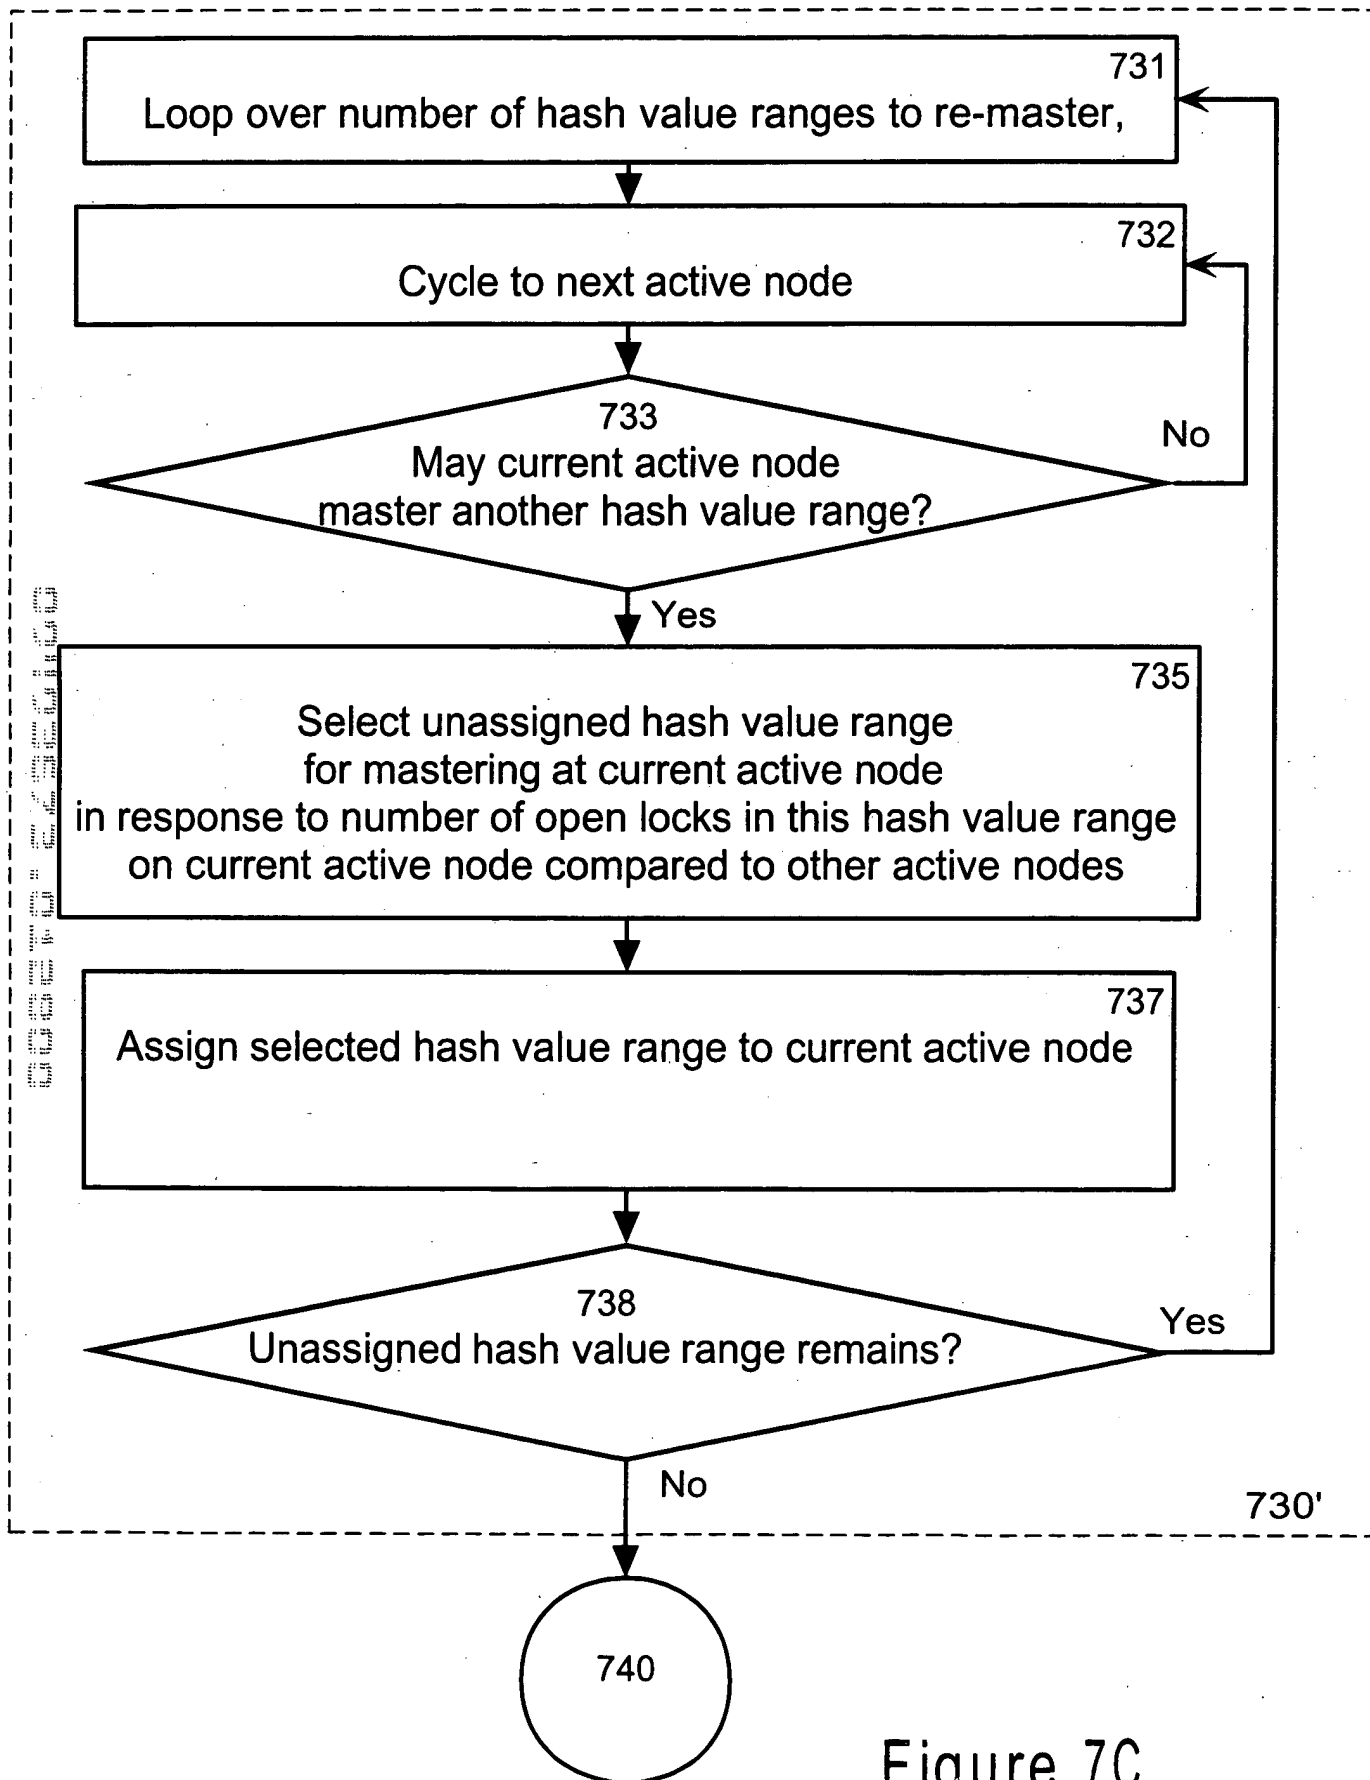 731
Loop over number of hash value ranges to re-master,
732
Cycle to next active node
733
May current active node
master another hash value range?
No
Yes
735
Select unassigned hash value range
for mastering at current active node
in response to number of open locks in this hash value range
on current active node compared to other active nodes
737
Assign selected hash value range to current active node
738
Unassigned hash value range remains?
Yes
No
730'
740
Figure 7C